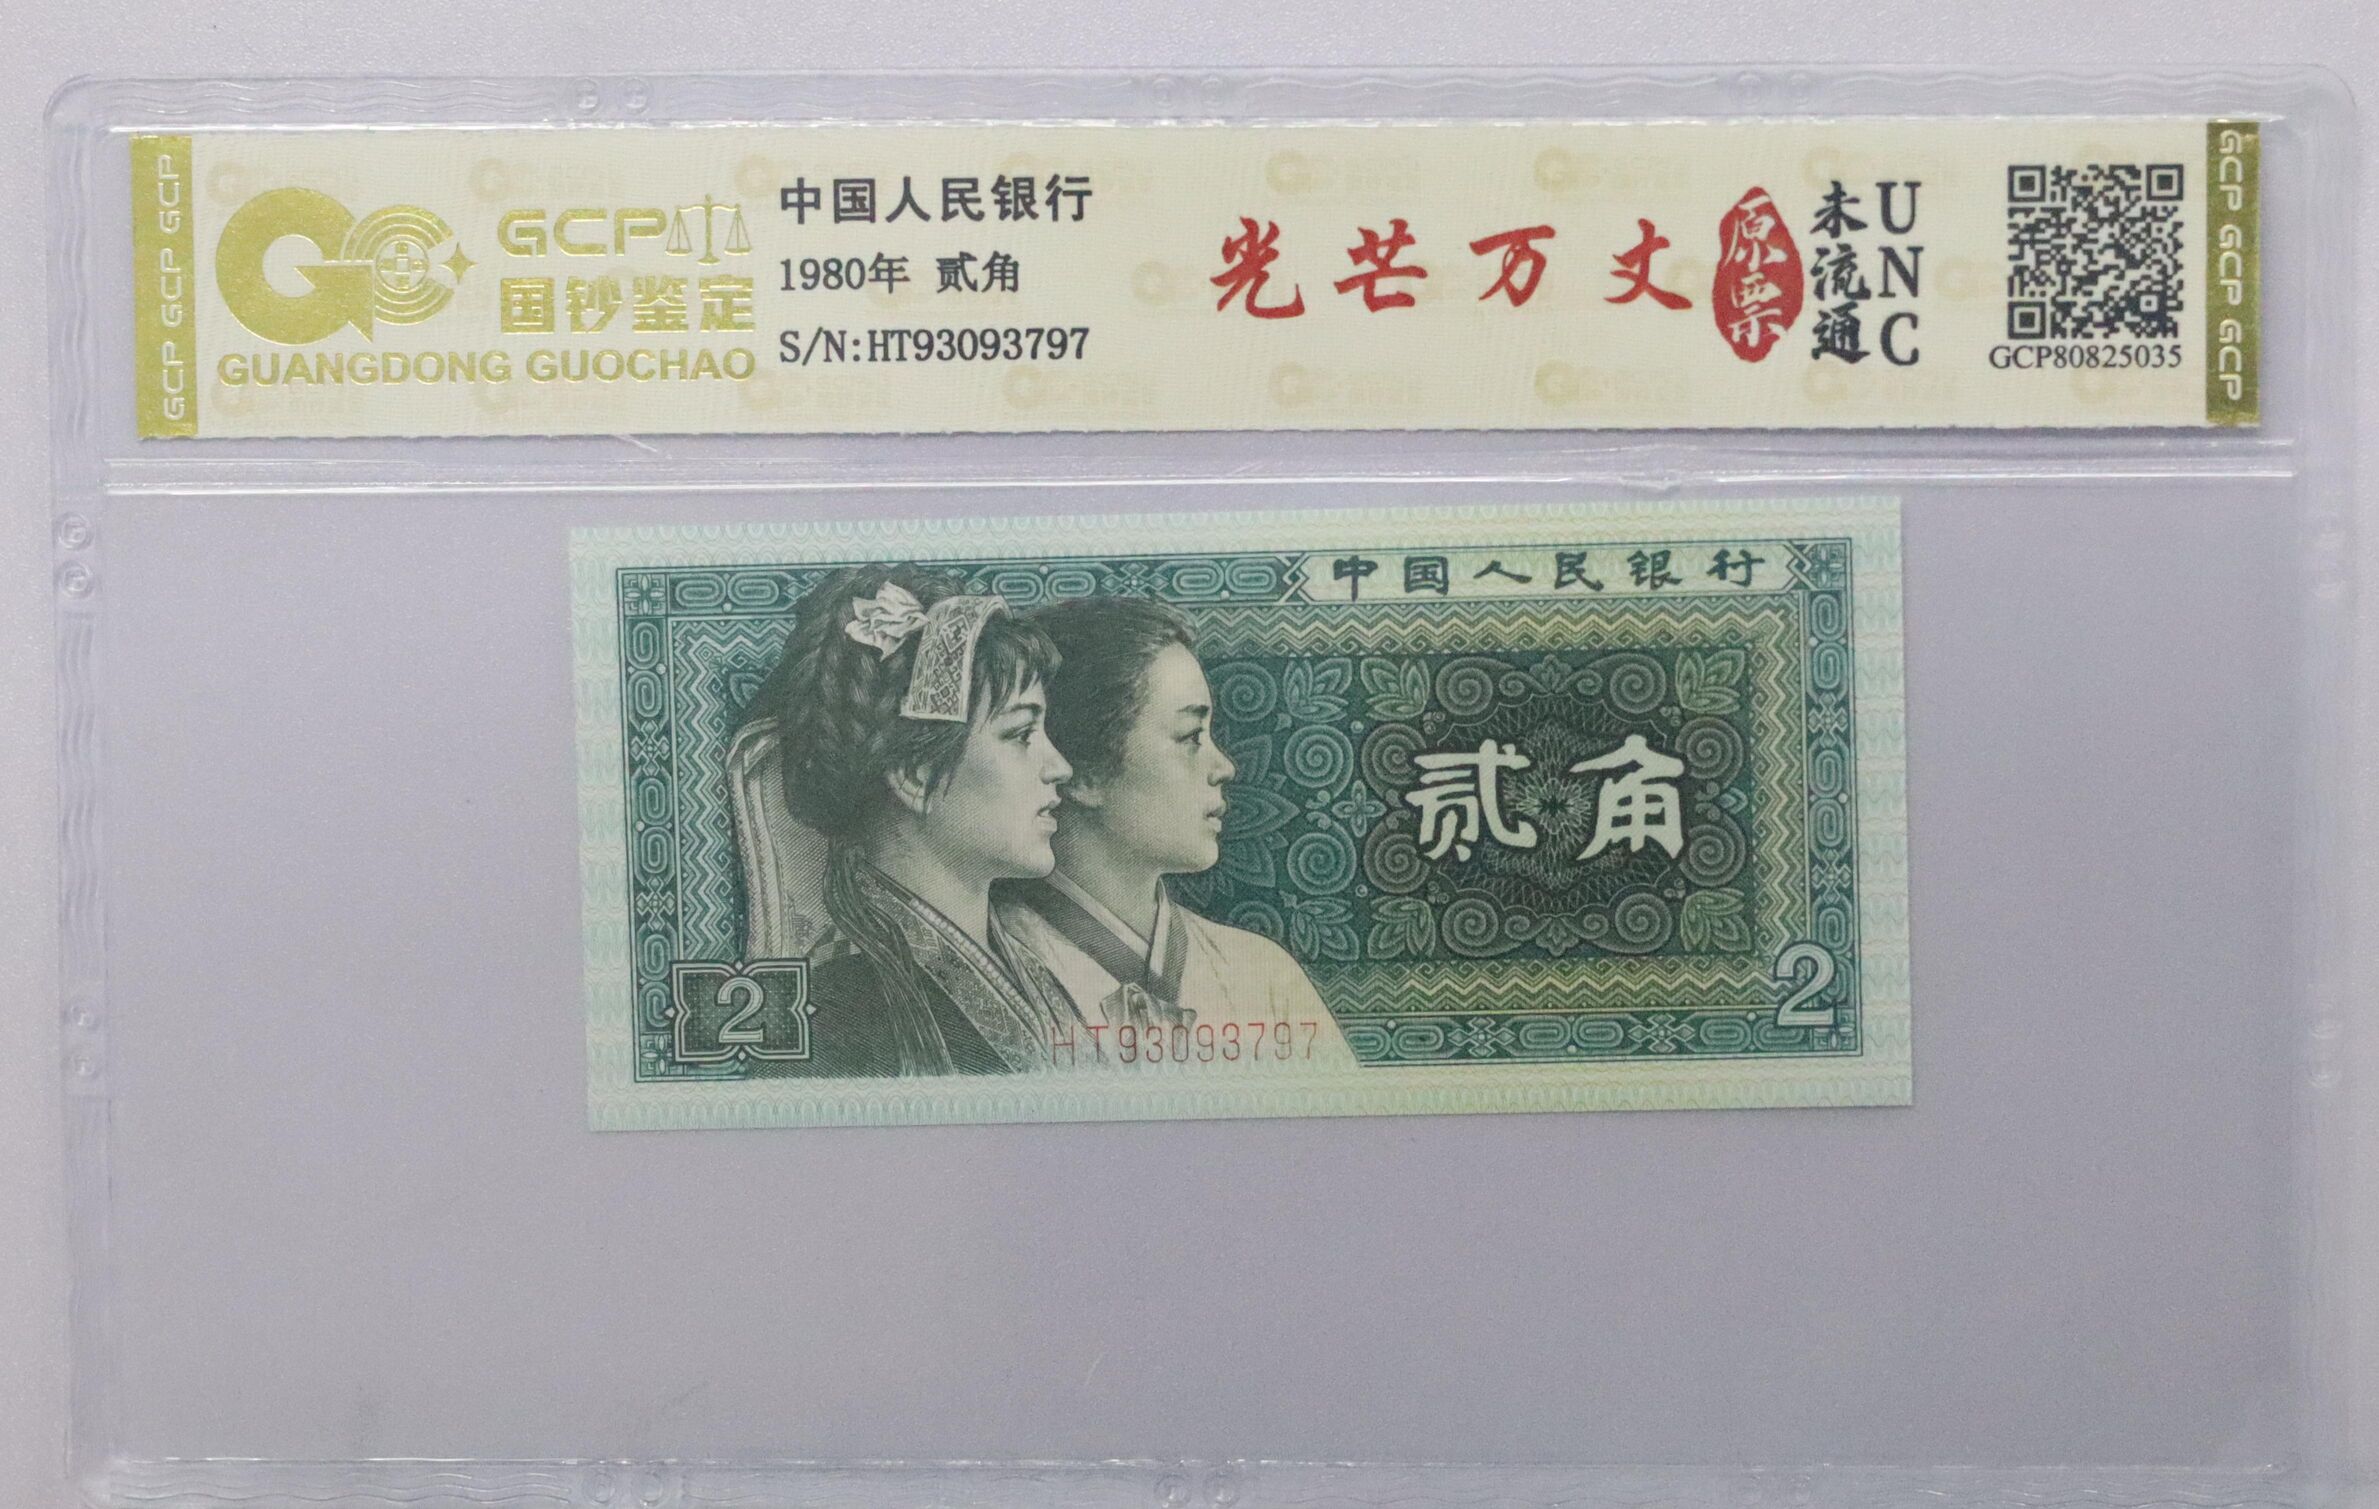 GCP GCP GCP
GCP
国钞鉴定
GUANGDONG GUOCHAO
中国人民银行
1980年 贰角
S/N:HT93093797
光芒万丈
原票
未流通
UNC
GCP80825035
GCP GCP GCP
中国人民银行
贰角
2
2
HT93093797